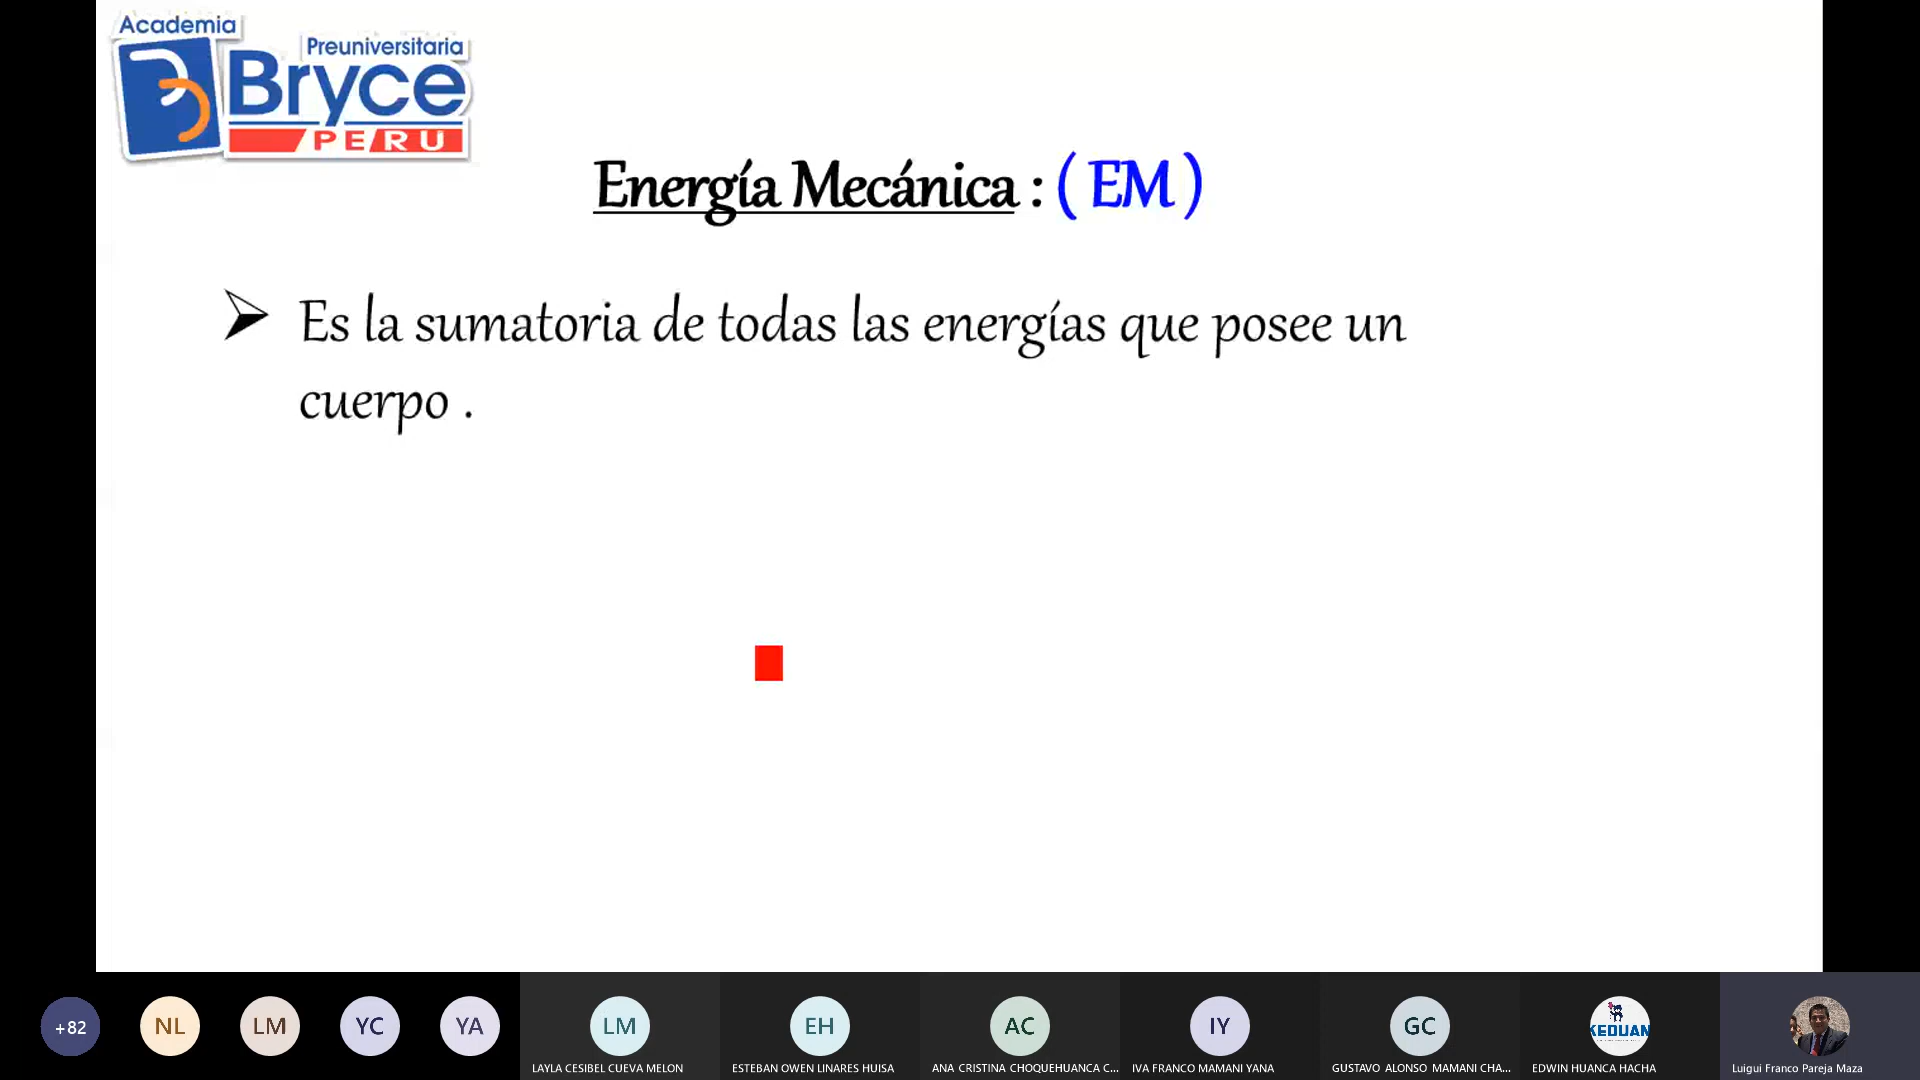 Academia
Preuniversitaria
Bryce
PERU
Energía Mecánica : ( EM )
Es la sumatoria de todas las energías que posee un
cuerpo .
+82
NL
LM
YC
YA
LM
EH
AC
IY
GC
KEDUAN
LAYLA CESIBEL CUEVA MELON
ESTEBAN OWEN LINARES HUISA
ANA CRISTINA CHOQUEHUANCA C...
IVA FRANCO MAMANI YANA
GUSTAVO ALONSO MAMANI CHA...
EDWIN HUANCA HACHA
Luigui Franco Pareja Maza